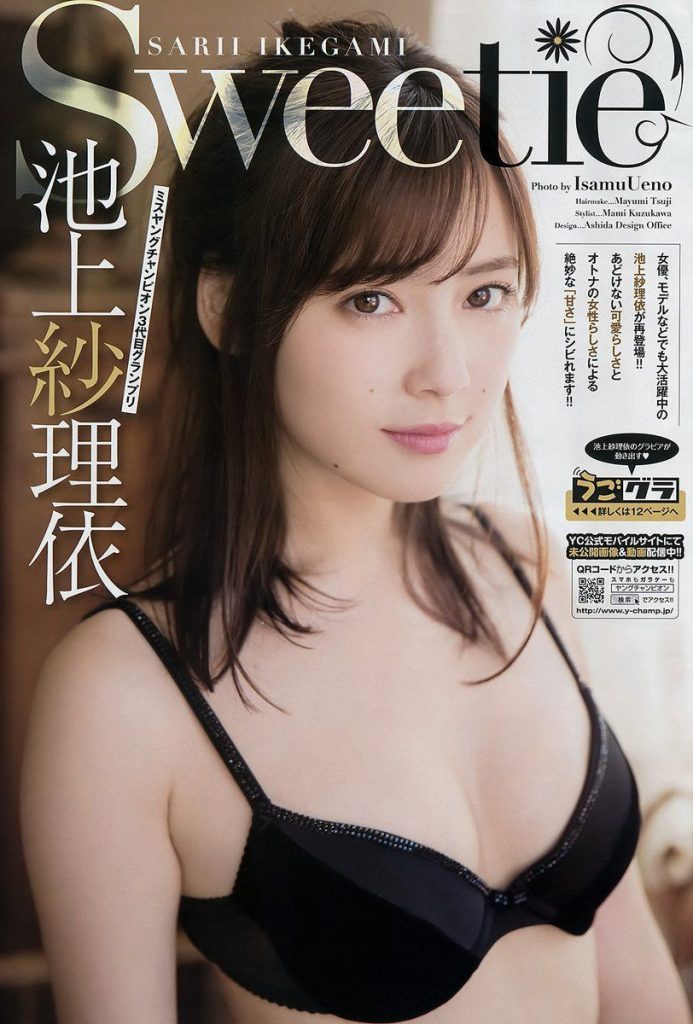 SARII IKEGAMI
Sweetie
池上紗理依
ミスヤングチャンピオン3代目グランプリ
Photo by IsamuUeno
Hairmake...Mayumi Tsuji
Stylist...Mami Kuzukawa
Design...Ashida Design Office
女優、モデルなどでも大活躍中の
池上紗理依が再登場!!
あどけない可愛らしさと
オトナの女性らしさによる
絶妙な「甘さ」にシビれます!!
池上紗理依のグラビアが
動き出す♥
うごグラ
◀◀◀詳しくは12ページへ
YC公式モバイルサイトにて
未公開画像&動画配信中!!
QRコードからアクセス!!
スマホもガラケーも
ヤングチャンピオン
検索 でアクセス!!
http://www.y-champ.jp/